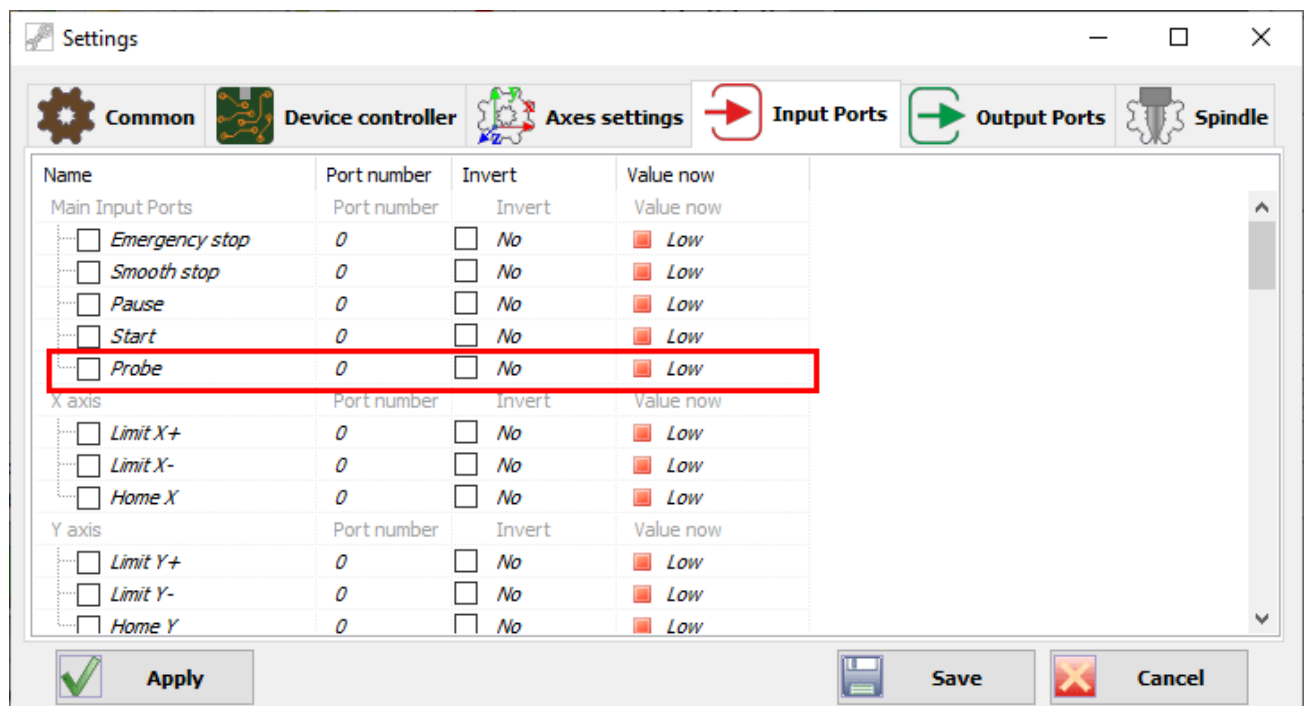 Settings
Common Device controller Axes settings Input Ports Output Ports Spindle
Name Port number Invert Value now
Main Input Ports Port number Invert Value now
Emergency stop 0 No Low
Smooth stop 0 No Low
Pause 0 No Low
Start 0 No Low
Probe 0 No Low
X axis Port number Invert Value now
Limit X+ 0 No Low
Limit X- 0 No Low
Home X 0 No Low
Y axis Port number Invert Value now
Limit Y+ 0 No Low
Limit Y- 0 No Low
Home Y 0 No Low
Apply Save Cancel